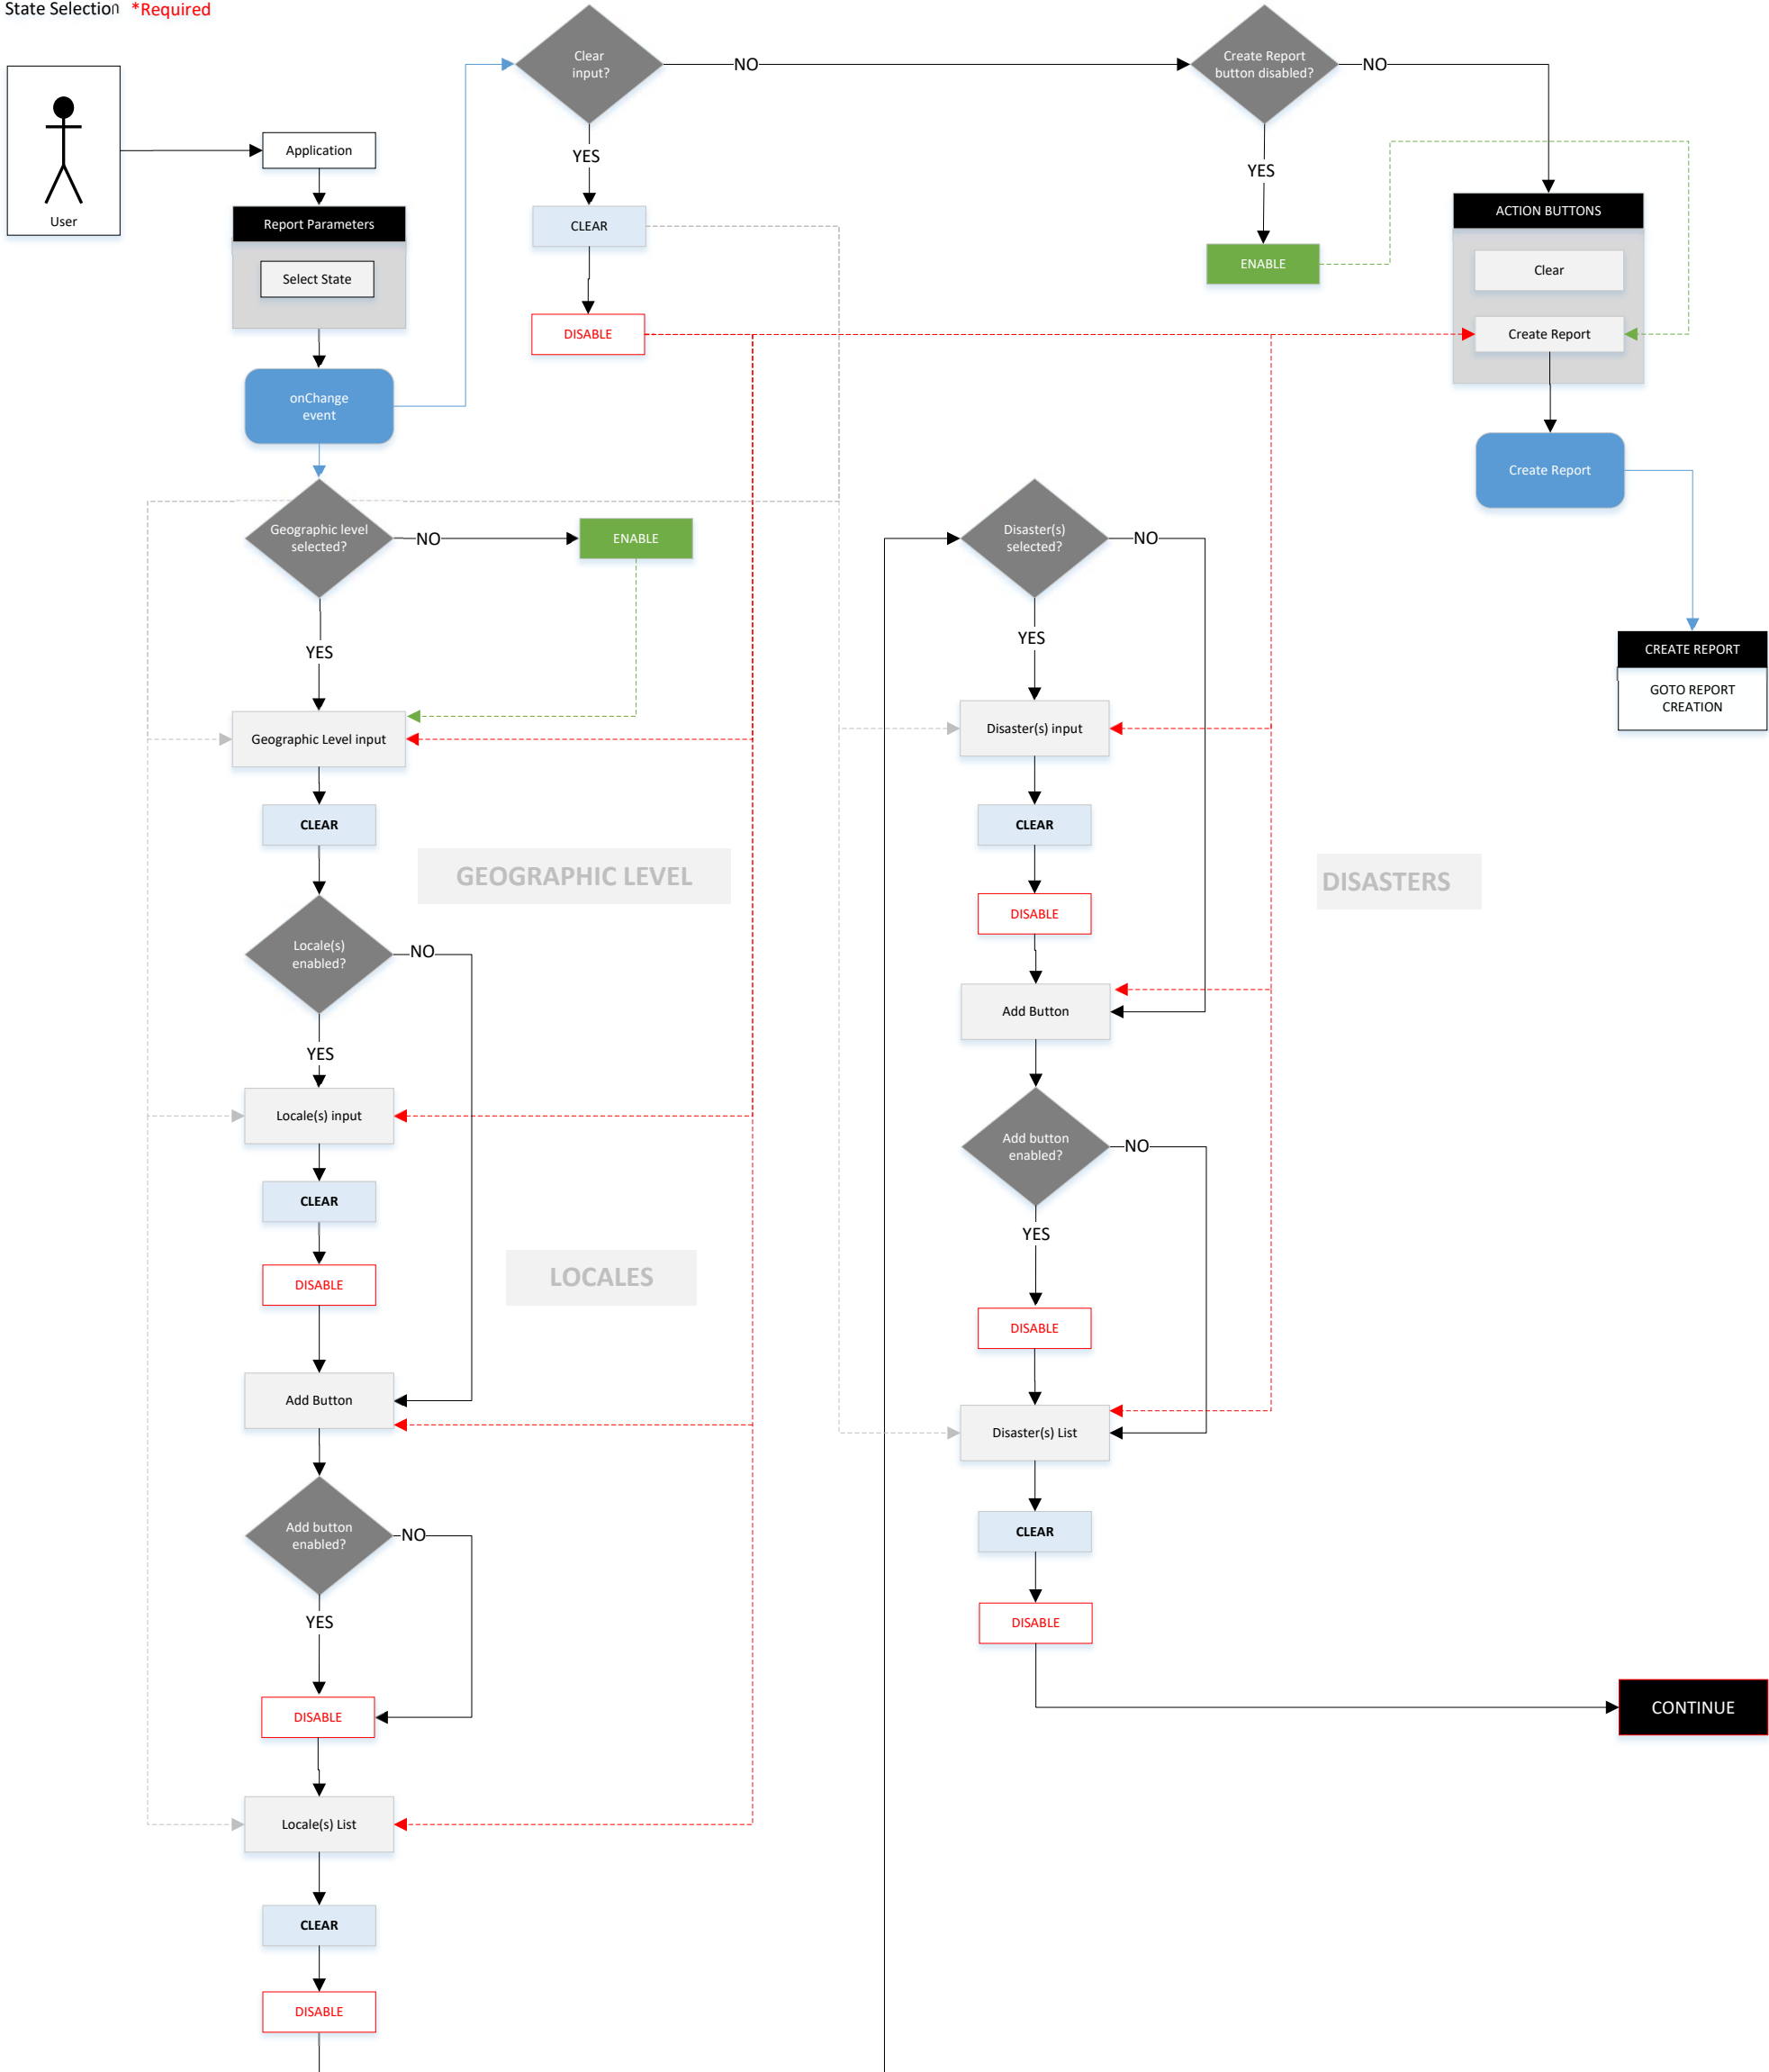 State Selection *Required
User
Application
Report Parameters
Select State
onChange
event
Clear
input?
NO
YES
CLEAR
DISABLE
Create Report
button disabled?
NO
YES
ENABLE
ACTION BUTTONS
Clear
Create Report
Create Report
CREATE REPORT
GOTO REPORT
CREATION
Geographic level
selected?
NO
ENABLE
YES
Geographic Level input
CLEAR
GEOGRAPHIC LEVEL
Locale(s)
enabled?
NO
YES
Locale(s) input
CLEAR
DISABLE
LOCALES
Add Button
Add button
enabled?
NO
YES
DISABLE
Locale(s) List
CLEAR
DISABLE
Disaster(s)
selected?
NO
YES
Disaster(s) input
CLEAR
DISABLE
DISASTERS
Add Button
Add button
enabled?
NO
YES
DISABLE
Disaster(s) List
CLEAR
DISABLE
CONTINUE